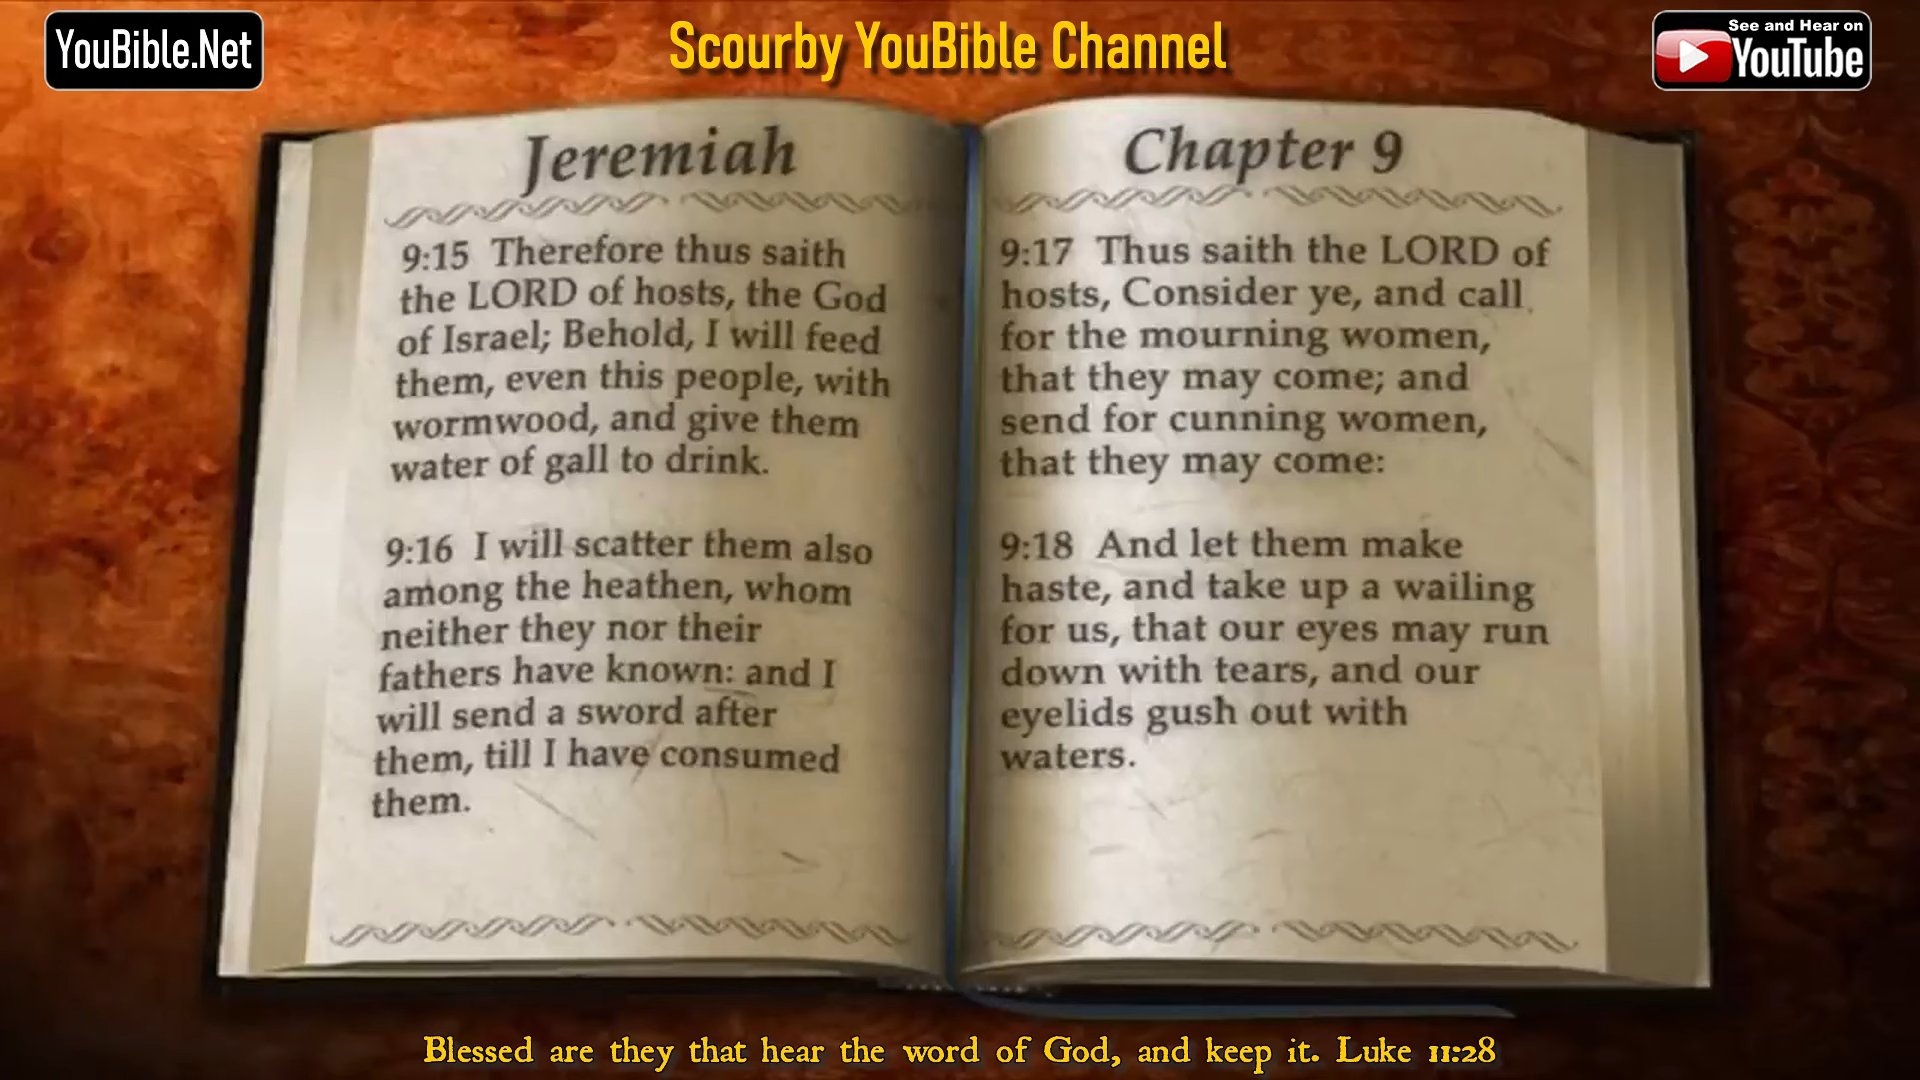 YouBible.Net
Scourby YouBible Channel
See and Hear on
YouTube
Jeremiah
9:15 Therefore thus saith
the LORD of hosts, the God
of Israel; Behold, I will feed
them, even this people, with
wormwood, and give them
water of gall to drink.
9:16 I will scatter them also
among the heathen, whom
neither they nor their
fathers have known: and I
will send a sword after
them, till I have consumed
them.
Chapter 9
9:17 Thus saith the LORD of
hosts, Consider ye, and call
for the mourning women,
that they may come; and
send for cunning women,
that they may come:
9:18 And let them make
haste, and take up a wailing
for us, that our eyes may run
down with tears, and our
eyelids gush out with
waters.
Blessed are they that hear the word of God, and keep it. Luke 11:28